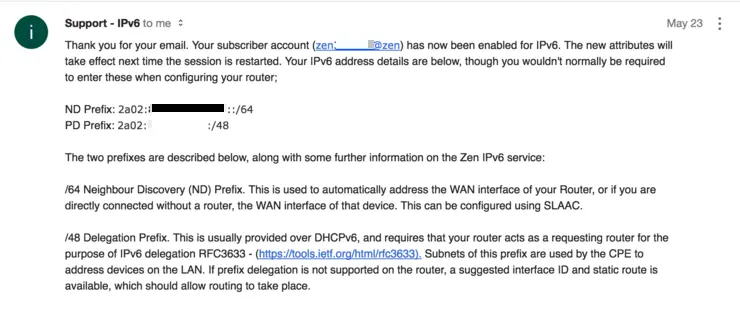 i
Support - IPv6 to me
May 23
Thank you for your email. Your subscriber account (zen @zen) has now been enabled for IPv6. The new attributes will
take effect next time the session is restarted. Your IPv6 address details are below, though you wouldn't normally be required
to enter these when configuring your router;
ND Prefix: 2a02: ::/64
PD Prefix: 2a02: :/48
The two prefixes are described below, along with some further information on the Zen IPv6 service:
/64 Neighbour Discovery (ND) Prefix. This is used to automatically address the WAN interface of your Router, or if you are
directly connected without a router, the WAN interface of that device. This can be configured using SLAAC.
/48 Delegation Prefix. This is usually provided over DHCPv6, and requires that your router acts as a requesting router for the
purpose of IPv6 delegation RFC3633 - (https://tools.ietf.org/html/rfc3633). Subnets of this prefix are used by the CPE to
address devices on the LAN. If prefix delegation is not supported on the router, a suggested interface ID and static route is
available, which should allow routing to take place.